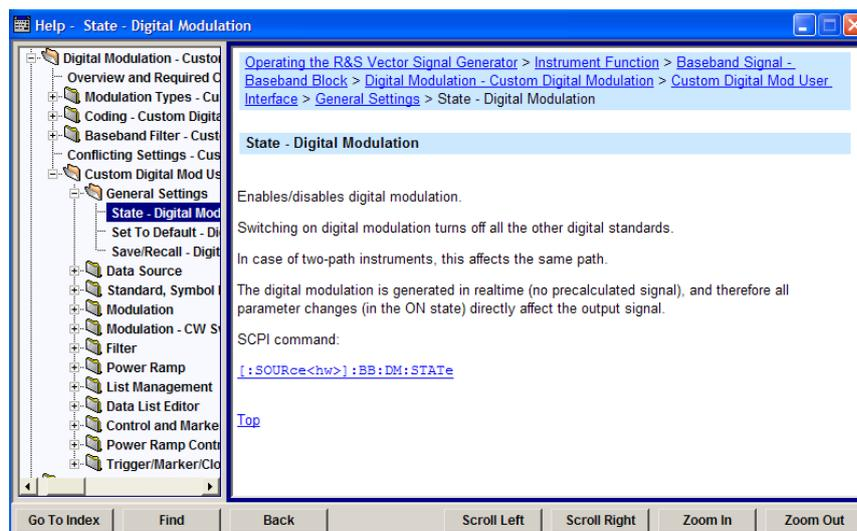 Help - State - Digital Modulation
Digital Modulation - Custor
Overview and Required C
Modulation Types - Cu
Coding - Custom Digita
Baseband Filter - Cust
Conflicting Settings - Cus
Custom Digital Mod Us
General Settings
State - Digital Mod
Set To Default - Di
Save/Recall - Digit
Data Source
Standard, Symbol
Modulation
Modulation - CW Sv
Filter
Power Ramp
List Management
Data List Editor
Control and Marke
Power Ramp Contr
Trigger/Marker/Clo
Operating the R&S Vector Signal Generator > Instrument Function > Baseband Signal -
Baseband Block > Digital Modulation - Custom Digital Modulation > Custom Digital Mod User
Interface > General Settings > State - Digital Modulation
State - Digital Modulation
Enables/disables digital modulation.
Switching on digital modulation turns off all the other digital standards.
In case of two-path instruments, this affects the same path.
The digital modulation is generated in realtime (no precalculated signal), and therefore all
parameter changes (in the ON state) directly affect the output signal.
SCPI command:
[:SOURce<hw>]:BB:DM:STATe
Top
Go To Index
Find
Back
Scroll Left
Scroll Right
Zoom In
Zoom Out